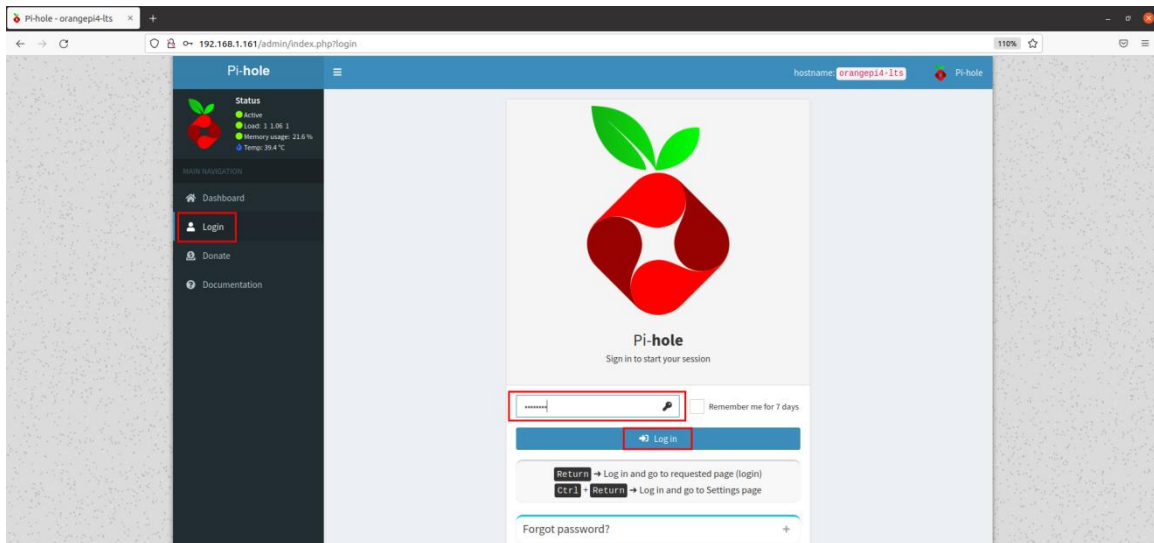 Pi-hole - orangepi4-lts
192.168.1.161/admin/index.php?login
110%
Pi-hole
hostname: orangepi4-lts
Pi-hole
Status
Active
Load: 1 1.06 1
Memory usage: 21.6 %
Temp: 39.4 °C
MAIN NAVIGATION
Dashboard
Login
Donate
Documentation
Pi-hole
Sign in to start your session
Remember me for 7 days
Log in
Return → Log in and go to requested page (login)
Ctrl + Return → Log in and go to Settings page
Forgot password?